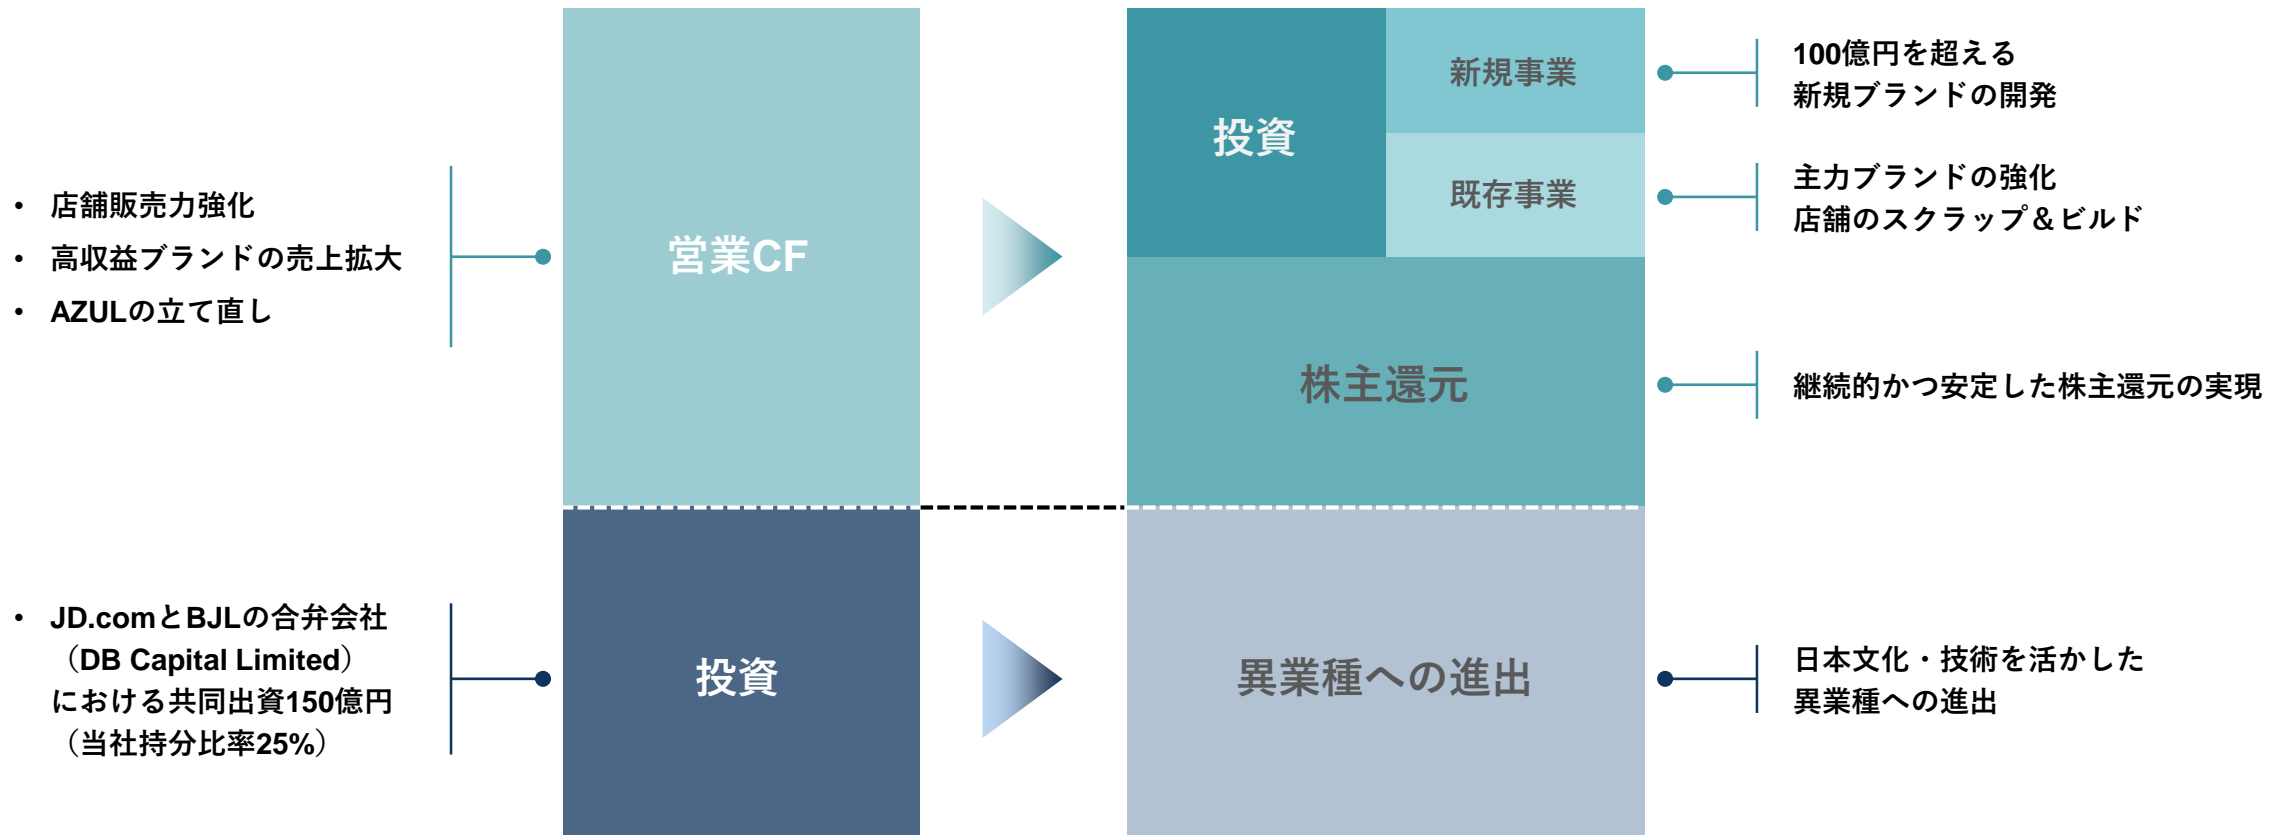 • 店舗販売力強化
• 高収益ブランドの売上拡大
• AZULの立て直し
営業CF
投資
新規事業
既存事業
株主還元
100億円を超える
新規ブランドの開発
主力ブランドの強化
店舗のスクラップ＆ビルド
継続的かつ安定した株主還元の実現
• JD.comとBJLの合弁会社
（DB Capital Limited）
における共同出資150億円
（当社持分比率25%）
投資
異業種への進出
日本文化・技術を活かした
異業種への進出